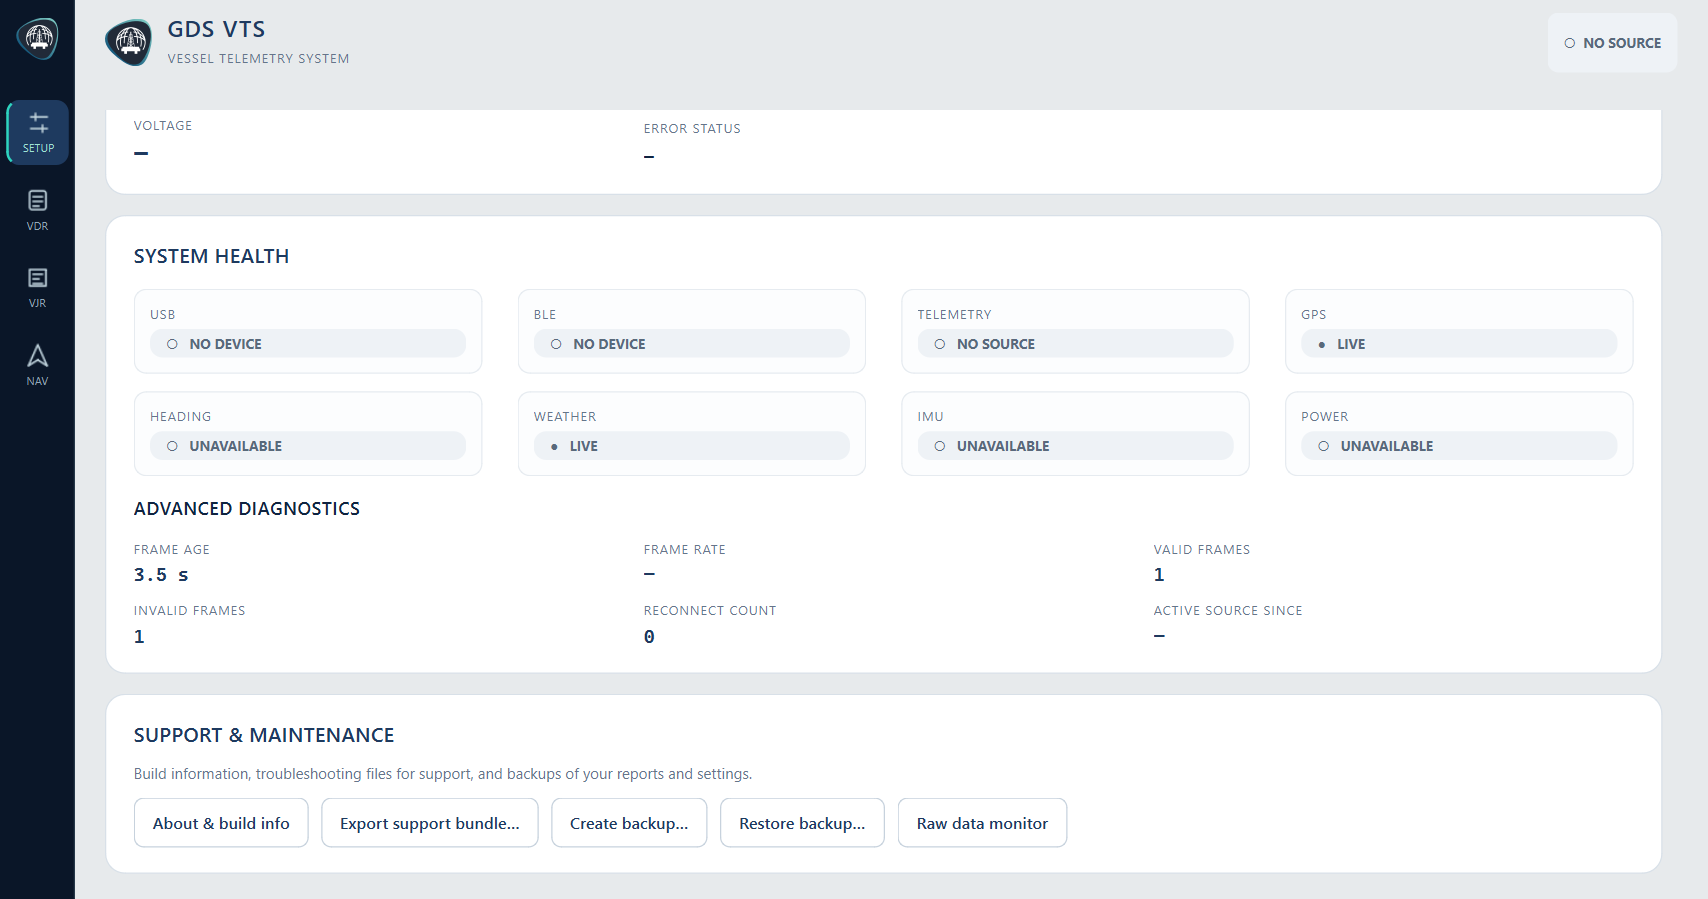 GDS VTS
VESSEL TELEMETRY SYSTEM
NO SOURCE
SETUP
VDR
VJR
NAV
VOLTAGE
—
ERROR STATUS
—
SYSTEM HEALTH
USB
NO DEVICE
BLE
NO DEVICE
TELEMETRY
NO SOURCE
GPS
LIVE
HEADING
UNAVAILABLE
WEATHER
LIVE
IMU
UNAVAILABLE
POWER
UNAVAILABLE
ADVANCED DIAGNOSTICS
FRAME AGE
3.5 s
FRAME RATE
—
VALID FRAMES
1
INVALID FRAMES
1
RECONNECT COUNT
0
ACTIVE SOURCE SINCE
—
SUPPORT & MAINTENANCE
Build information, troubleshooting files for support, and backups of your reports and settings.
About & build info
Export support bundle...
Create backup...
Restore backup...
Raw data monitor